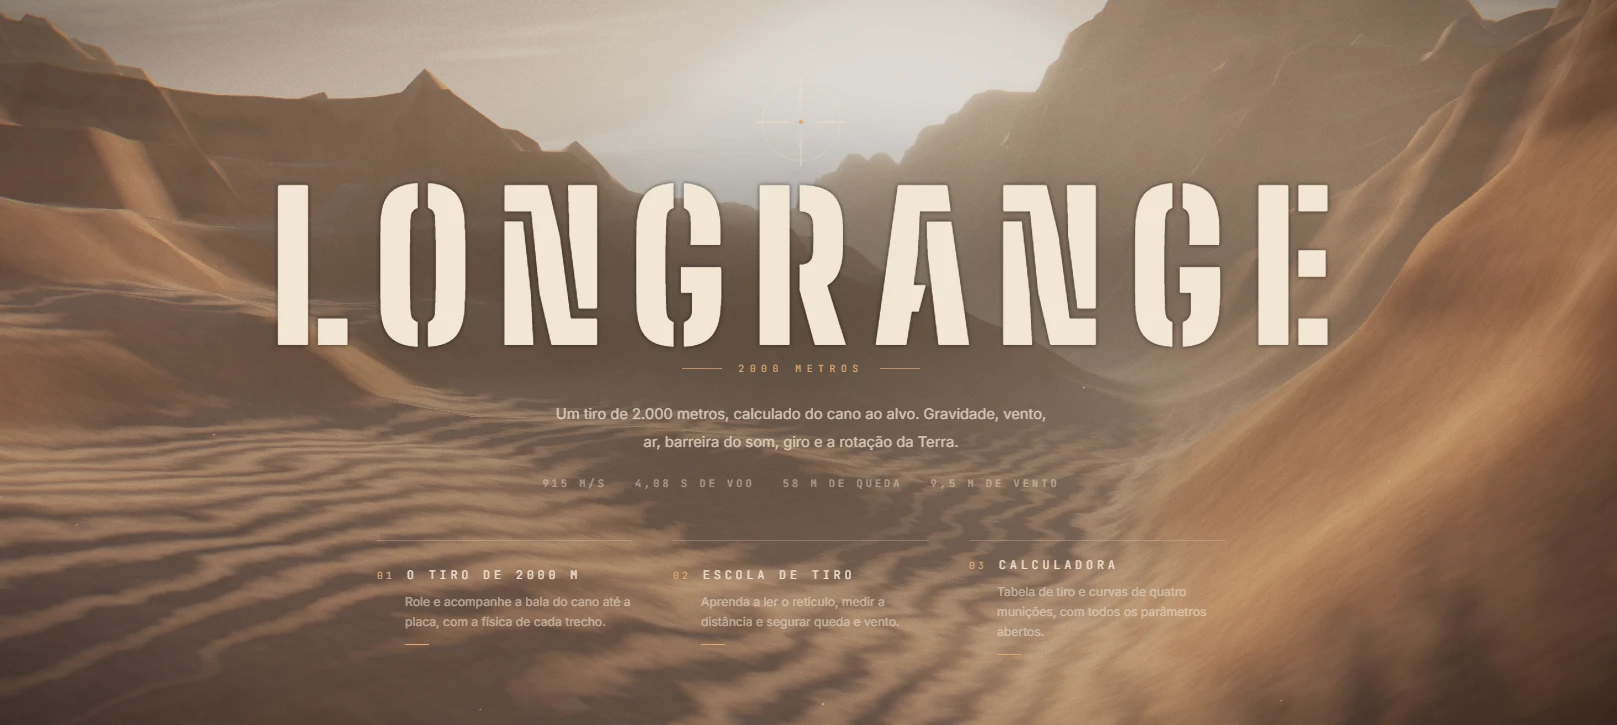 LONGRANGE
2000 METROS
Um tiro de 2.000 metros, calculado do cano ao alvo. Gravidade, vento,
ar, barreira do som, giro e a rotação da Terra.
915 M/S 4,08 S DE VOO 58 M DE QUEDA 9,5 M DE VENTO
01 O TIRO DE 2000 M
Role e acompanhe a bala do cano até a
placa, com a física de cada trecho.
02 ESCOLA DE TIRO
Aprenda a ler o retículo, medir a
distância e segurar queda e vento.
03 CALCULADORA
Tabela de tiro e curvas de quatro
munições, com todos os parâmetros
abertos.